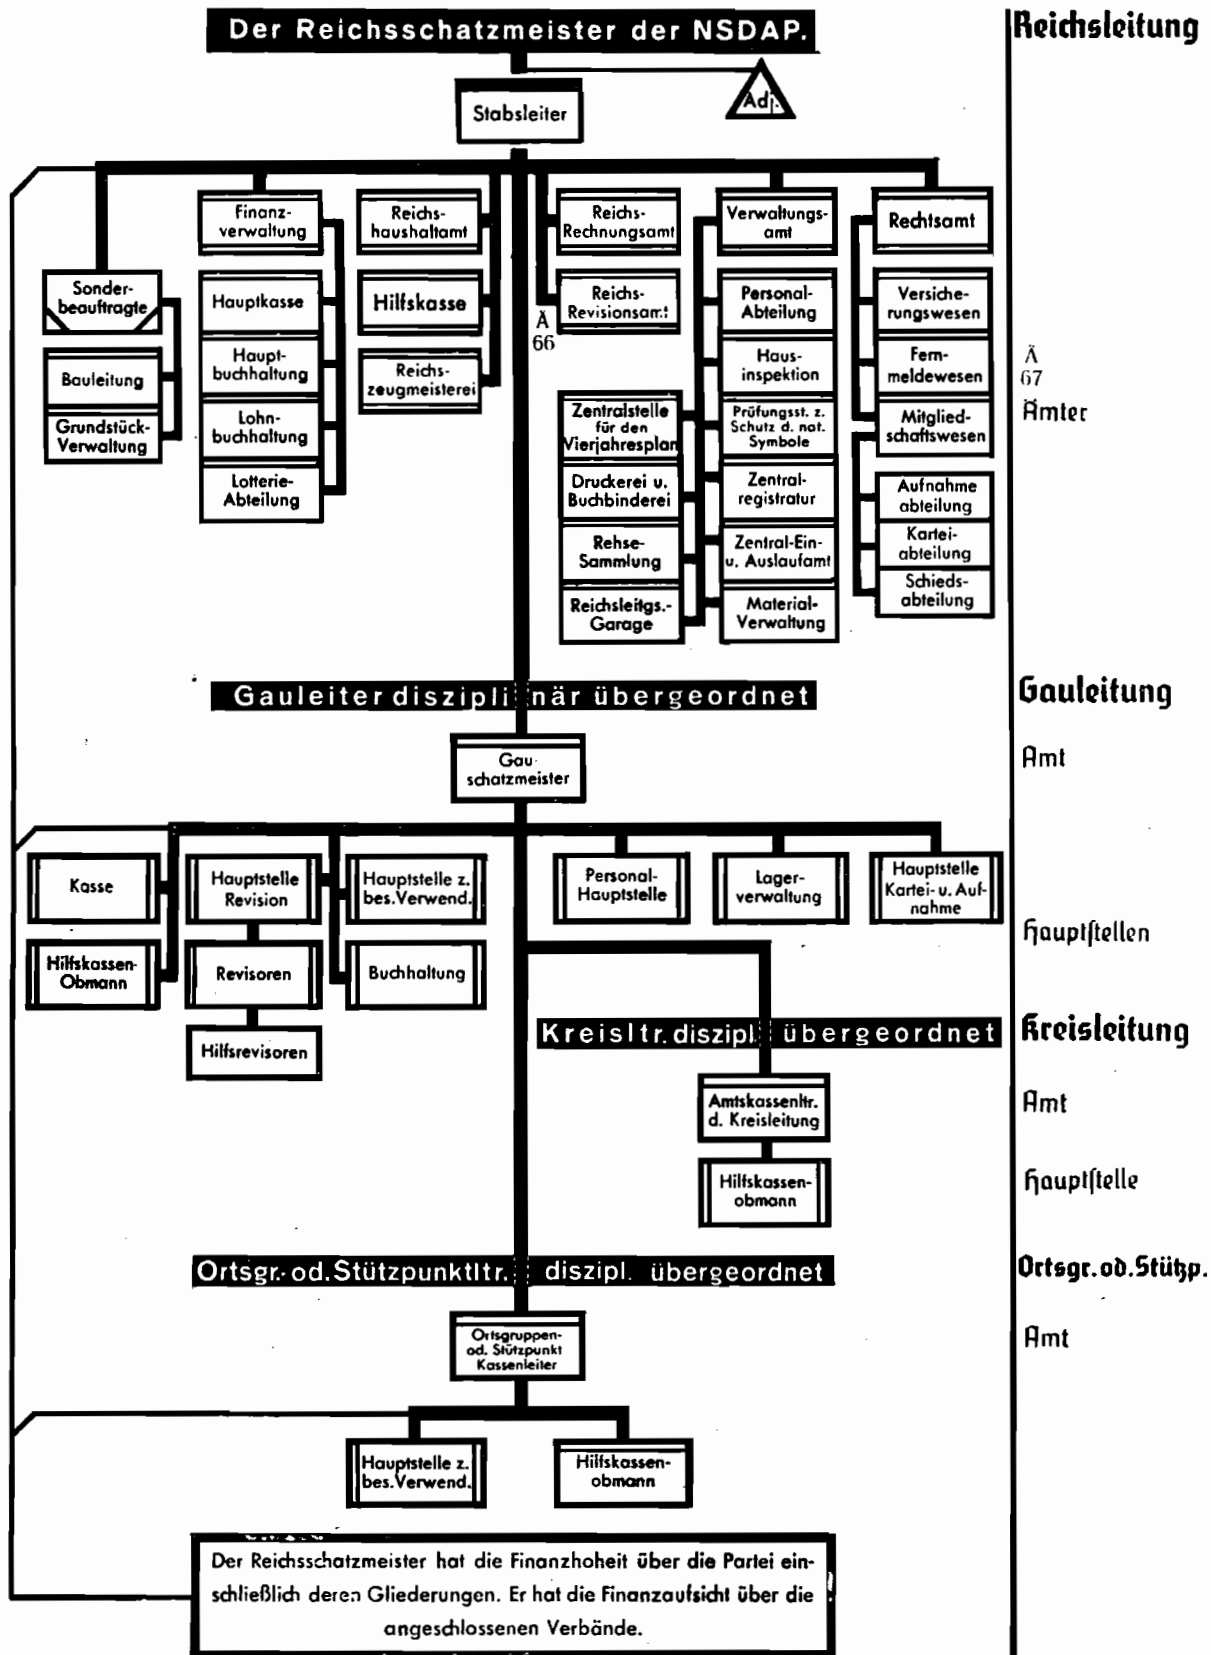 Der Reichsschatzmeister der NSDAP.
Reichsleitung
Adj.
Stabsleiter
Finanz-
verwaltung
Reichs-
haushaltamt
Reichs-
Rechnungsamt
Verwaltungs-
amt
Rechtsamt
Sonder-
beauftragte
Bauleitung
Grundstück-
Verwaltung
Hauptkasse
Haupt-
buchhaltung
Lohn-
buchhaltung
Lotterie-
Abteilung
Hilfskasse
Reichs-
zeugmeisterei
Reichs-
Revisionsamt
Ä
66
Zentralstelle
für den
Vierjahresplan
Druckerei u.
Buchbinderei
Rehse-
Sammlung
Reichsleitgs.-
Garage
Personal-
Abteilung
Haus-
inspektion
Prüfungsst. z.
Schutz d. nat.
Symbole
Zentral-
registratur
Zentral-Ein-
u. Auslaufamt
Material-
Verwaltung
Versiche-
rungswesen
Fern-
meldewesen
Mitglied-
schaftswesen
Aufnahme
abteilung
Kartei-
abteilung
Schieds-
abteilung
Ä
67
Ämter
Gauleiter disziplinär übergeordnet
Gauleitung
Gau-
schatzmeister
Amt
Kasse
Hilfskassen-
Obmann
Hauptstelle
Revision
Revisoren
Hilfsrevisoren
Hauptstelle z.
bes.Verwend.
Buchhaltung
Personal-
Hauptstelle
Lager-
verwaltung
Hauptstelle
Kartei- u. Auf-
nahme
Hauptstellen
Kreisltr. diszipl. übergeordnet
Kreisleitung
Amtskassenltr.
d. Kreisleitung
Amt
Hilfskassen-
obmann
Hauptstelle
Ortsgr.- od. Stützpunktltr. diszipl. übergeordnet
Ortsgr. od. Stützp.
Ortsgruppen-
od. Stützpunkt
Kassenleiter
Amt
Hauptstelle z.
bes.Verwend.
Hilfskassen-
obmann
Der Reichsschatzmeister hat die Finanzhoheit über die Partei ein-
schließlich deren Gliederungen. Er hat die Finanzaufsicht über die
angeschlossenen Verbände.